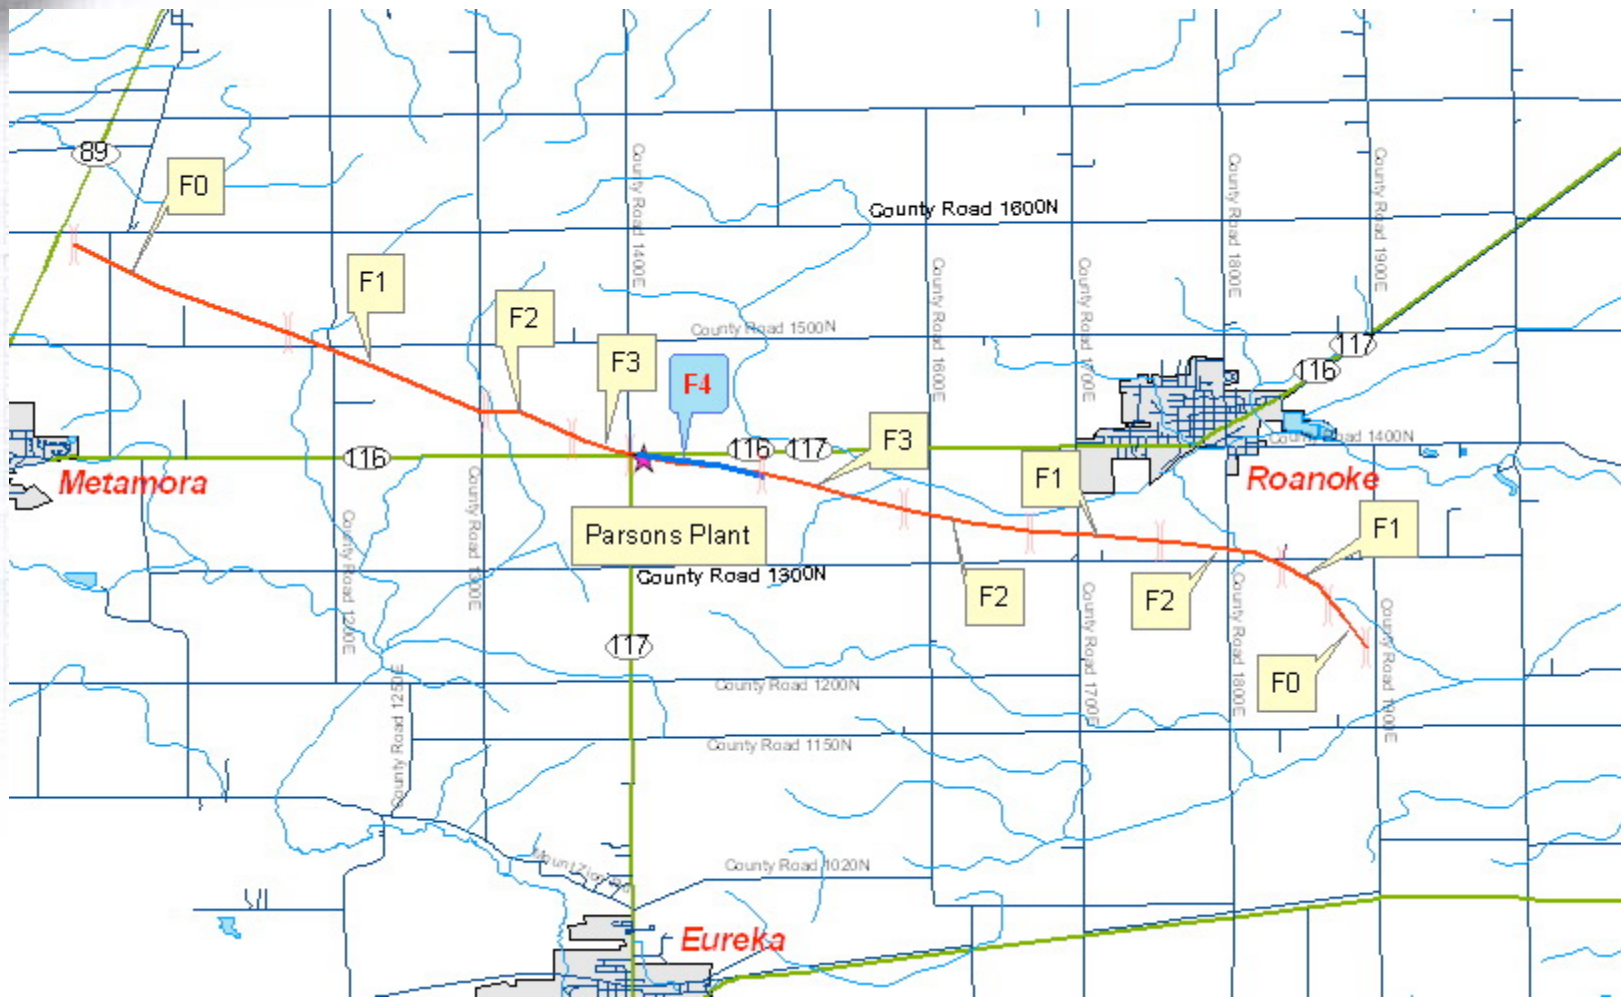 89
F0
County Road 1400E
County Road 1800E
County Road 1900E
County Road 1600N
F1
F2
County Road 1500N
County Road 1600E
County Road 1700E
117
F3
F4
116
116
116
117
F3
County Road 1400N
Metamora
F1
Roanoke
County Road 1200E
County Road 1300E
Parsons Plant
F1
County Road 1300N
F2
F2
117
County Road 1700E
County Road 1800E
County Road 1900E
F0
County Road 1250E
County Road 1200N
County Road 1150N
Mount Zion Rd
County Road 1020N
Eureka